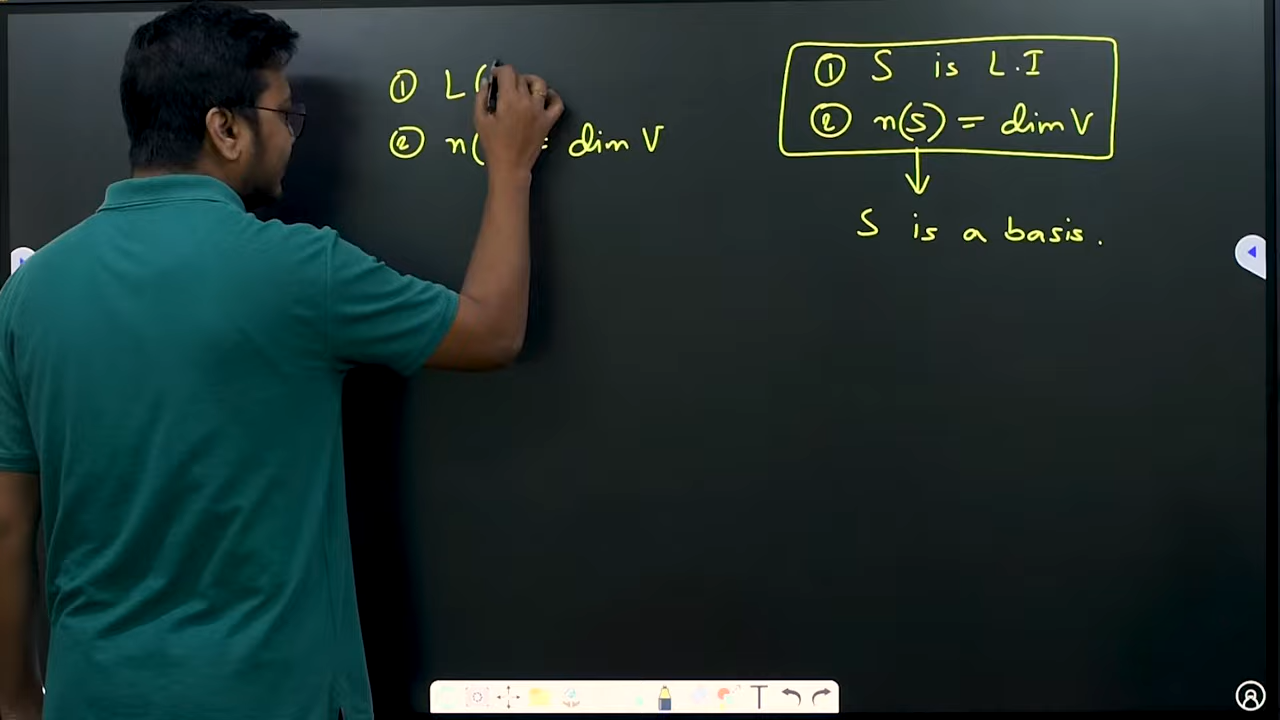 ① L(
② n( = dim V
① S is L.I
② n(S) = dim V
↓
S is a basis.